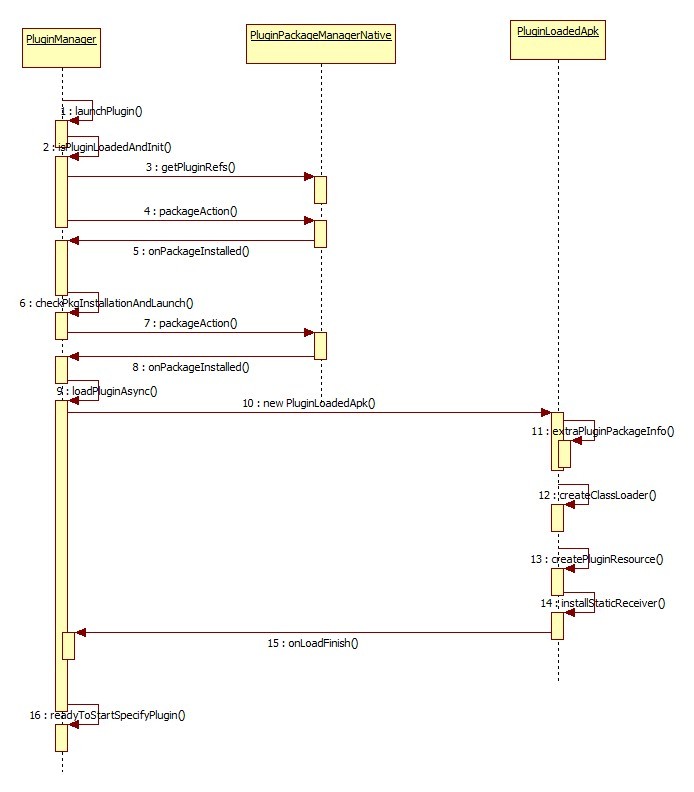 PluginManager
PluginPackageManagerNative
PluginLoadedApk
1 : launchPlugin()
2 : isPluginLoadedAndInit()
3 : getPluginRefs()
4 : packageAction()
5 : onPackageInstalled()
6 : checkPkgInstallationAndLaunch()
7 : packageAction()
8 : onPackageInstalled()
9 : loadPluginAsync()
10 : new PluginLoadedApk()
11 : extraPluginPackageInfo()
12 : createClassLoader()
13 : createPluginResource()
14 : installStaticReceiver()
15 : onLoadFinish()
16 : readyToStartSpecifyPlugin()